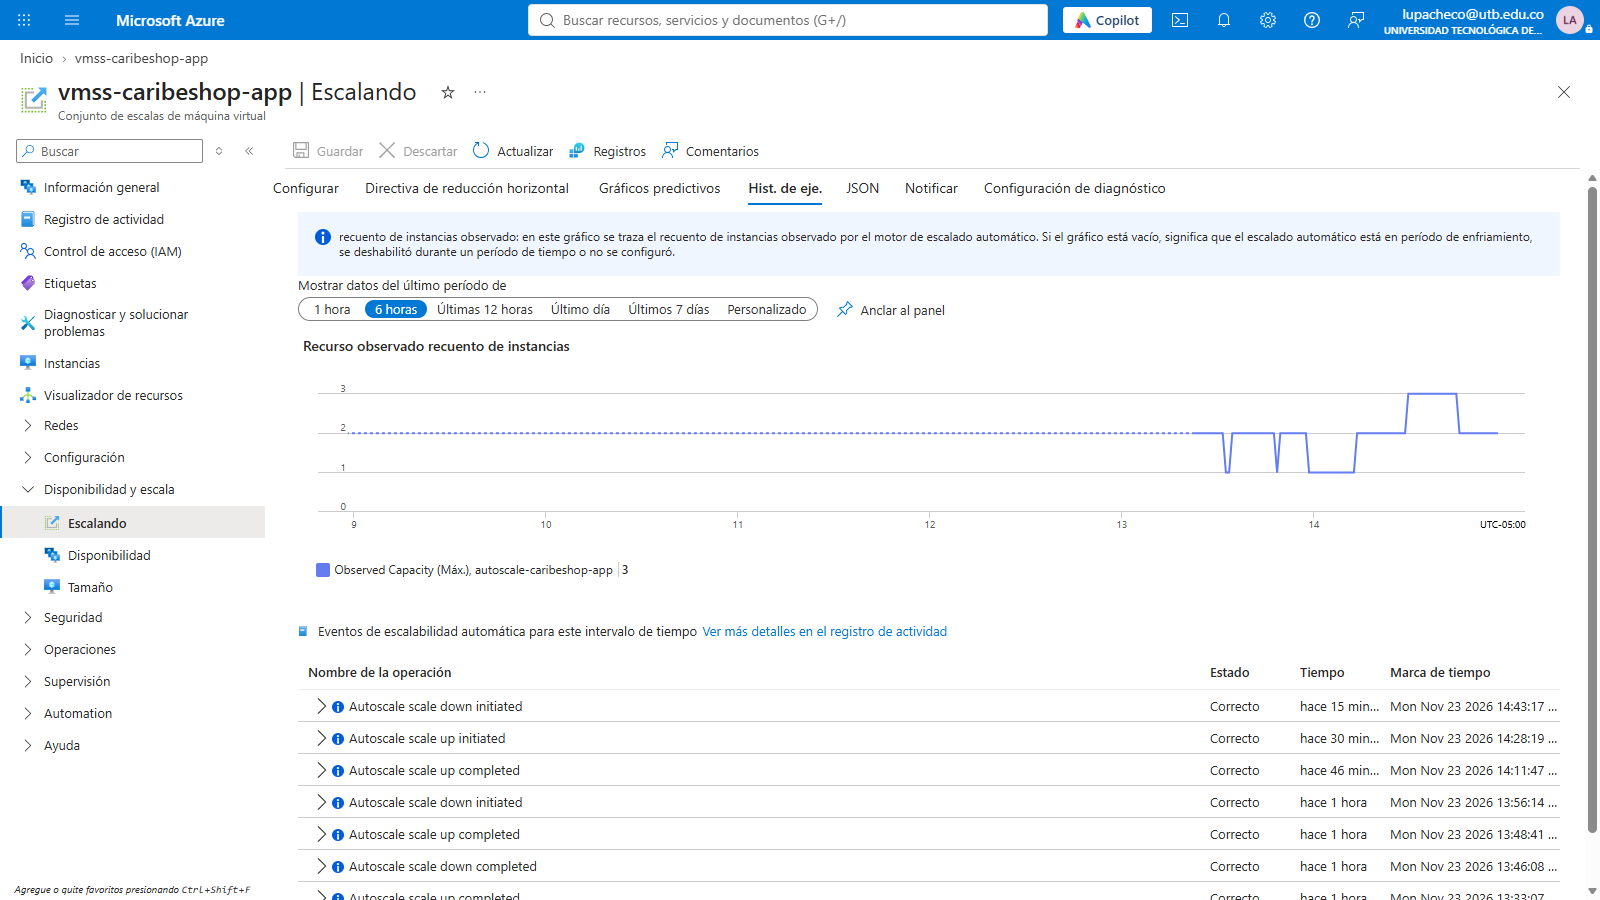 Microsoft Azure
Buscar recursos, servicios y documentos (G+/)
Copilot
lupacheco@utb.edu.co
UNIVERSIDAD TECNOLÓGICA DE...
LA
Inicio > vmss-caribeshop-app
vmss-caribeshop-app | Escalando
Conjunto de escalas de máquina virtual
Buscar
Guardar Descartar Actualizar Registros Comentarios
Información general
Registro de actividad
Control de acceso (IAM)
Etiquetas
Diagnosticar y solucionar
problemas
Instancias
Visualizador de recursos
Redes
Configuración
Disponibilidad y escala
Escalando
Disponibilidad
Tamaño
Seguridad
Operaciones
Supervisión
Automation
Ayuda
Agregue o quite favoritos presionando Ctrl+Shift+F
Configurar Directiva de reducción horizontal Gráficos predictivos Hist. de eje. JSON Notificar Configuración de diagnóstico
recuento de instancias observado: en este gráfico se traza el recuento de instancias observado por el motor de escalado automático. Si el gráfico está vacío, significa que el escalado automático está en período de enfriamiento,
se deshabilitó durante un período de tiempo o no se configuró.
Mostrar datos del último período de
1 hora 6 horas Últimas 12 horas Último día Últimos 7 días Personalizado Anclar al panel
Recurso observado recuento de instancias
3
2
1
0
9 10 11 12 13 14 UTC-05:00
Observed Capacity (Máx.), autoscale-caribeshop-app | 3
Eventos de escalabilidad automática para este intervalo de tiempo Ver más detalles en el registro de actividad
Nombre de la operación Estado Tiempo Marca de tiempo
Autoscale scale down initiated Correcto hace 15 min... Mon Nov 23 2026 14:43:17 ...
Autoscale scale up initiated Correcto hace 30 min... Mon Nov 23 2026 14:28:19 ...
Autoscale scale up completed Correcto hace 46 min... Mon Nov 23 2026 14:11:47 ...
Autoscale scale down initiated Correcto hace 1 hora Mon Nov 23 2026 13:56:14 ...
Autoscale scale up completed Correcto hace 1 hora Mon Nov 23 2026 13:48:41 ...
Autoscale scale down completed Correcto hace 1 hora Mon Nov 23 2026 13:46:08 ...
Autoscale scale up completed Correcto hace 1 hora Mon Nov 23 2026 13:33:07 ...